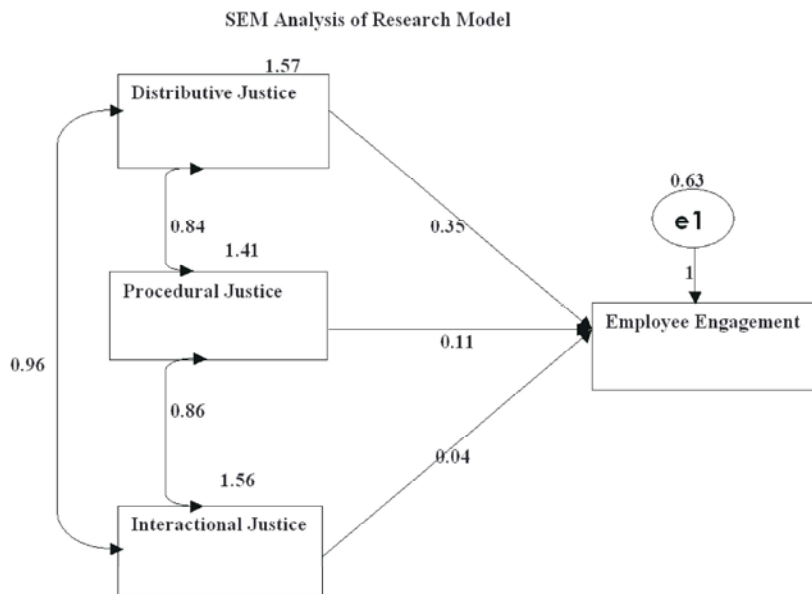 SEM Analysis of Research Model
1.57
Distributive Justice
0.63
e1
0.84
0.35
1.41
1
Procedural Justice
Employee Engagement
0.11
0.96
0.86
0.04
1.56
Interactional Justice